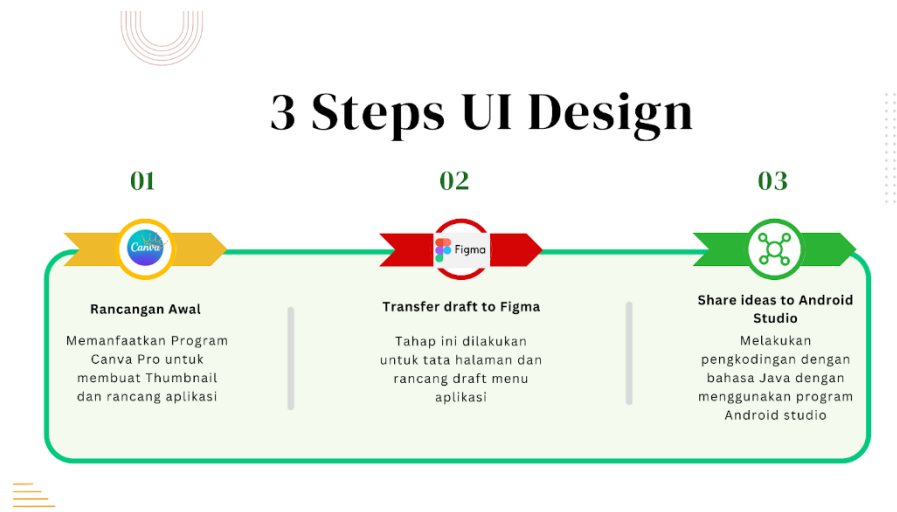 3 Steps UI Design
01
02
03
Canva
Figma
Rancangan Awal
Memanfaatkan Program
Canva Pro untuk
membuat Thumbnail
dan rancang aplikasi
Transfer draft to Figma
Tahap ini dilakukan
untuk tata halaman dan
rancang draft menu
aplikasi
Share ideas to Android
Studio
Melakukan
pengkodingan dengan
bahasa Java dengan
menggunakan program
Android studio